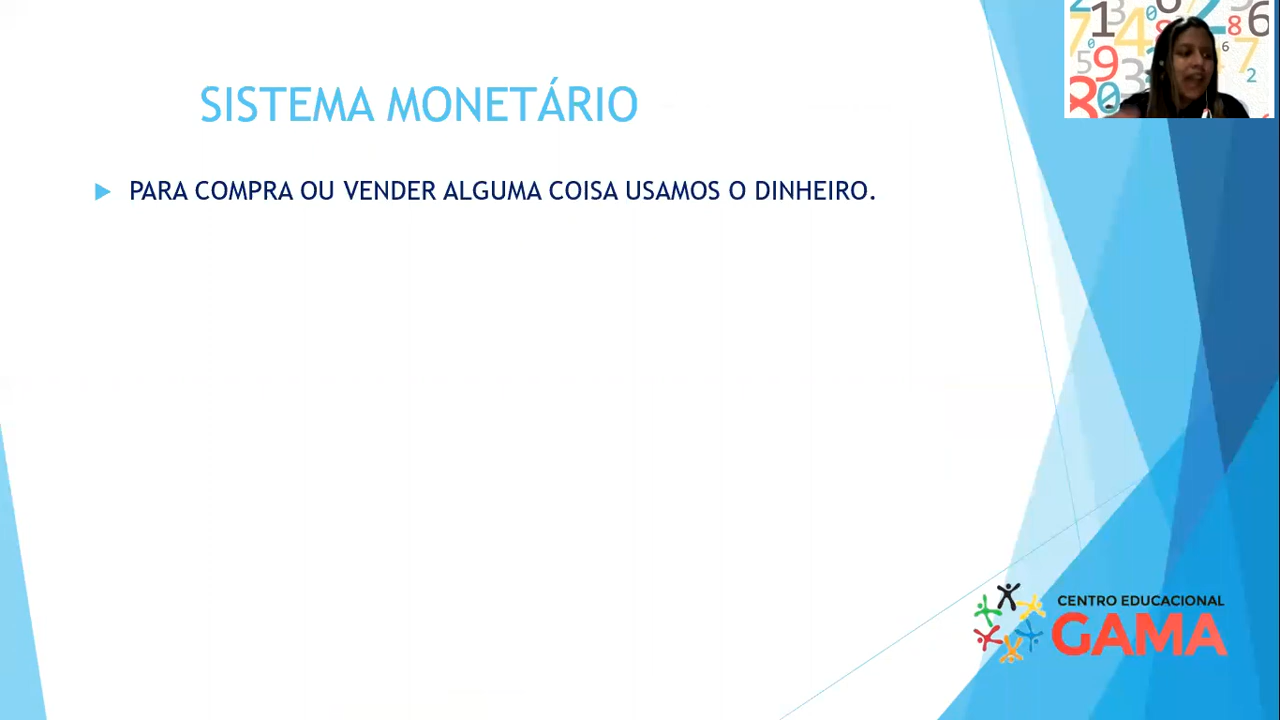 SISTEMA MONETÁRIO
PARA COMPRA OU VENDER ALGUMA COISA USAMOS O DINHEIRO.
CENTRO EDUCACIONAL
GAMA